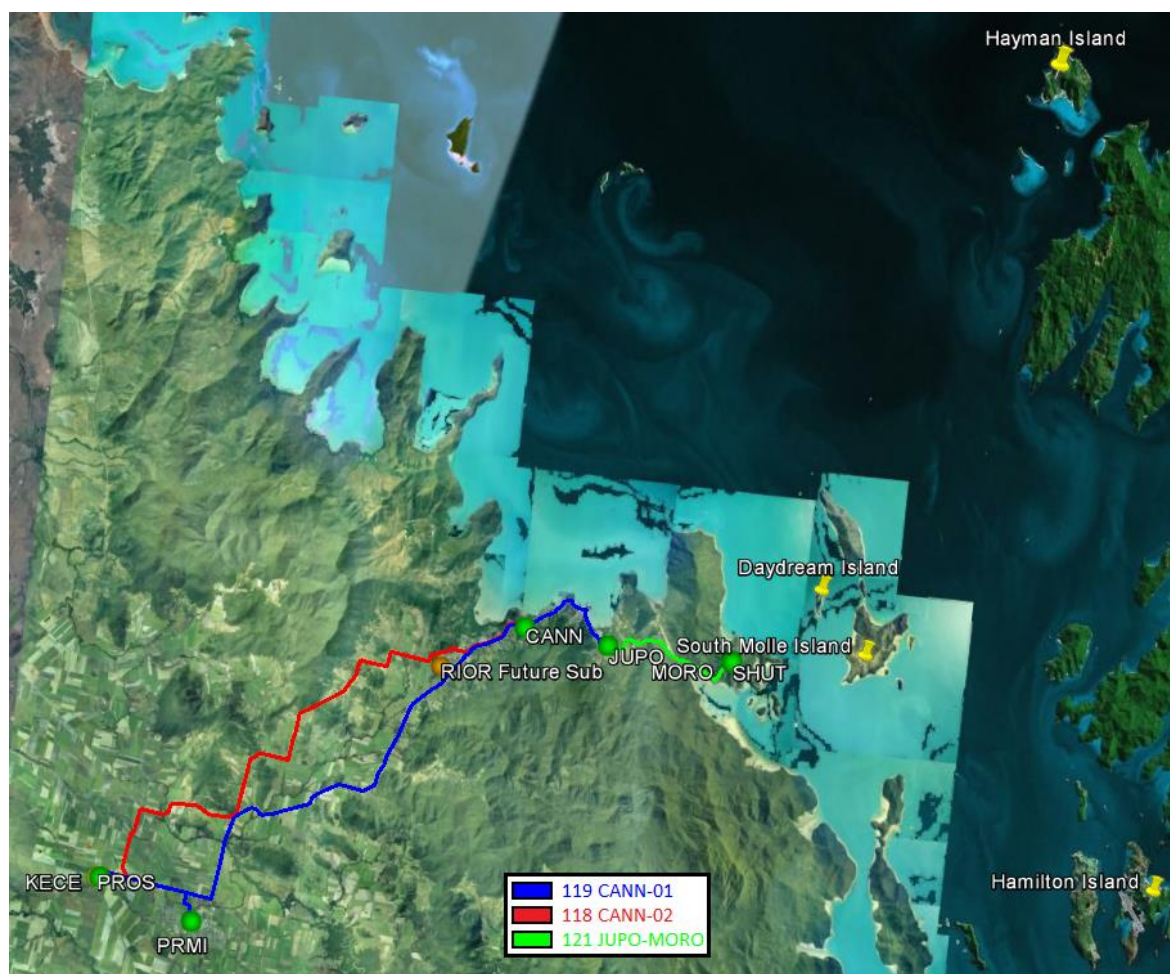 Hayman Island
Daydream Island
CANN
JUPO
South Molle Island
RIOR Future Sub
MORO
SHUT
KECE
PROS
Hamilton Island
PRMI
119 CANN-01
118 CANN-02
121 JUPO-MORO